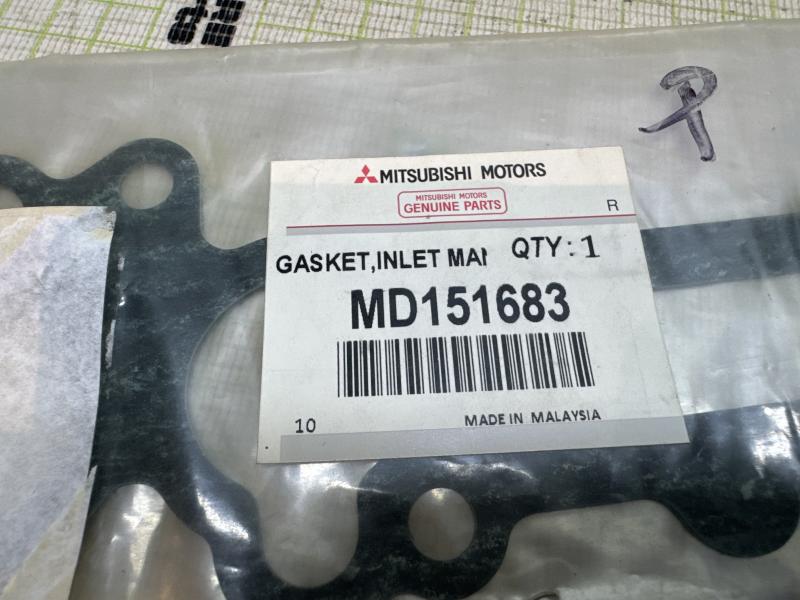 MITSUBISHI MOTORS
MITSUBISHI MOTORS
GENUINE PARTS
R
GASKET,INLET MAN QTY:1
MD151683
10 MADE IN MALAYSIA